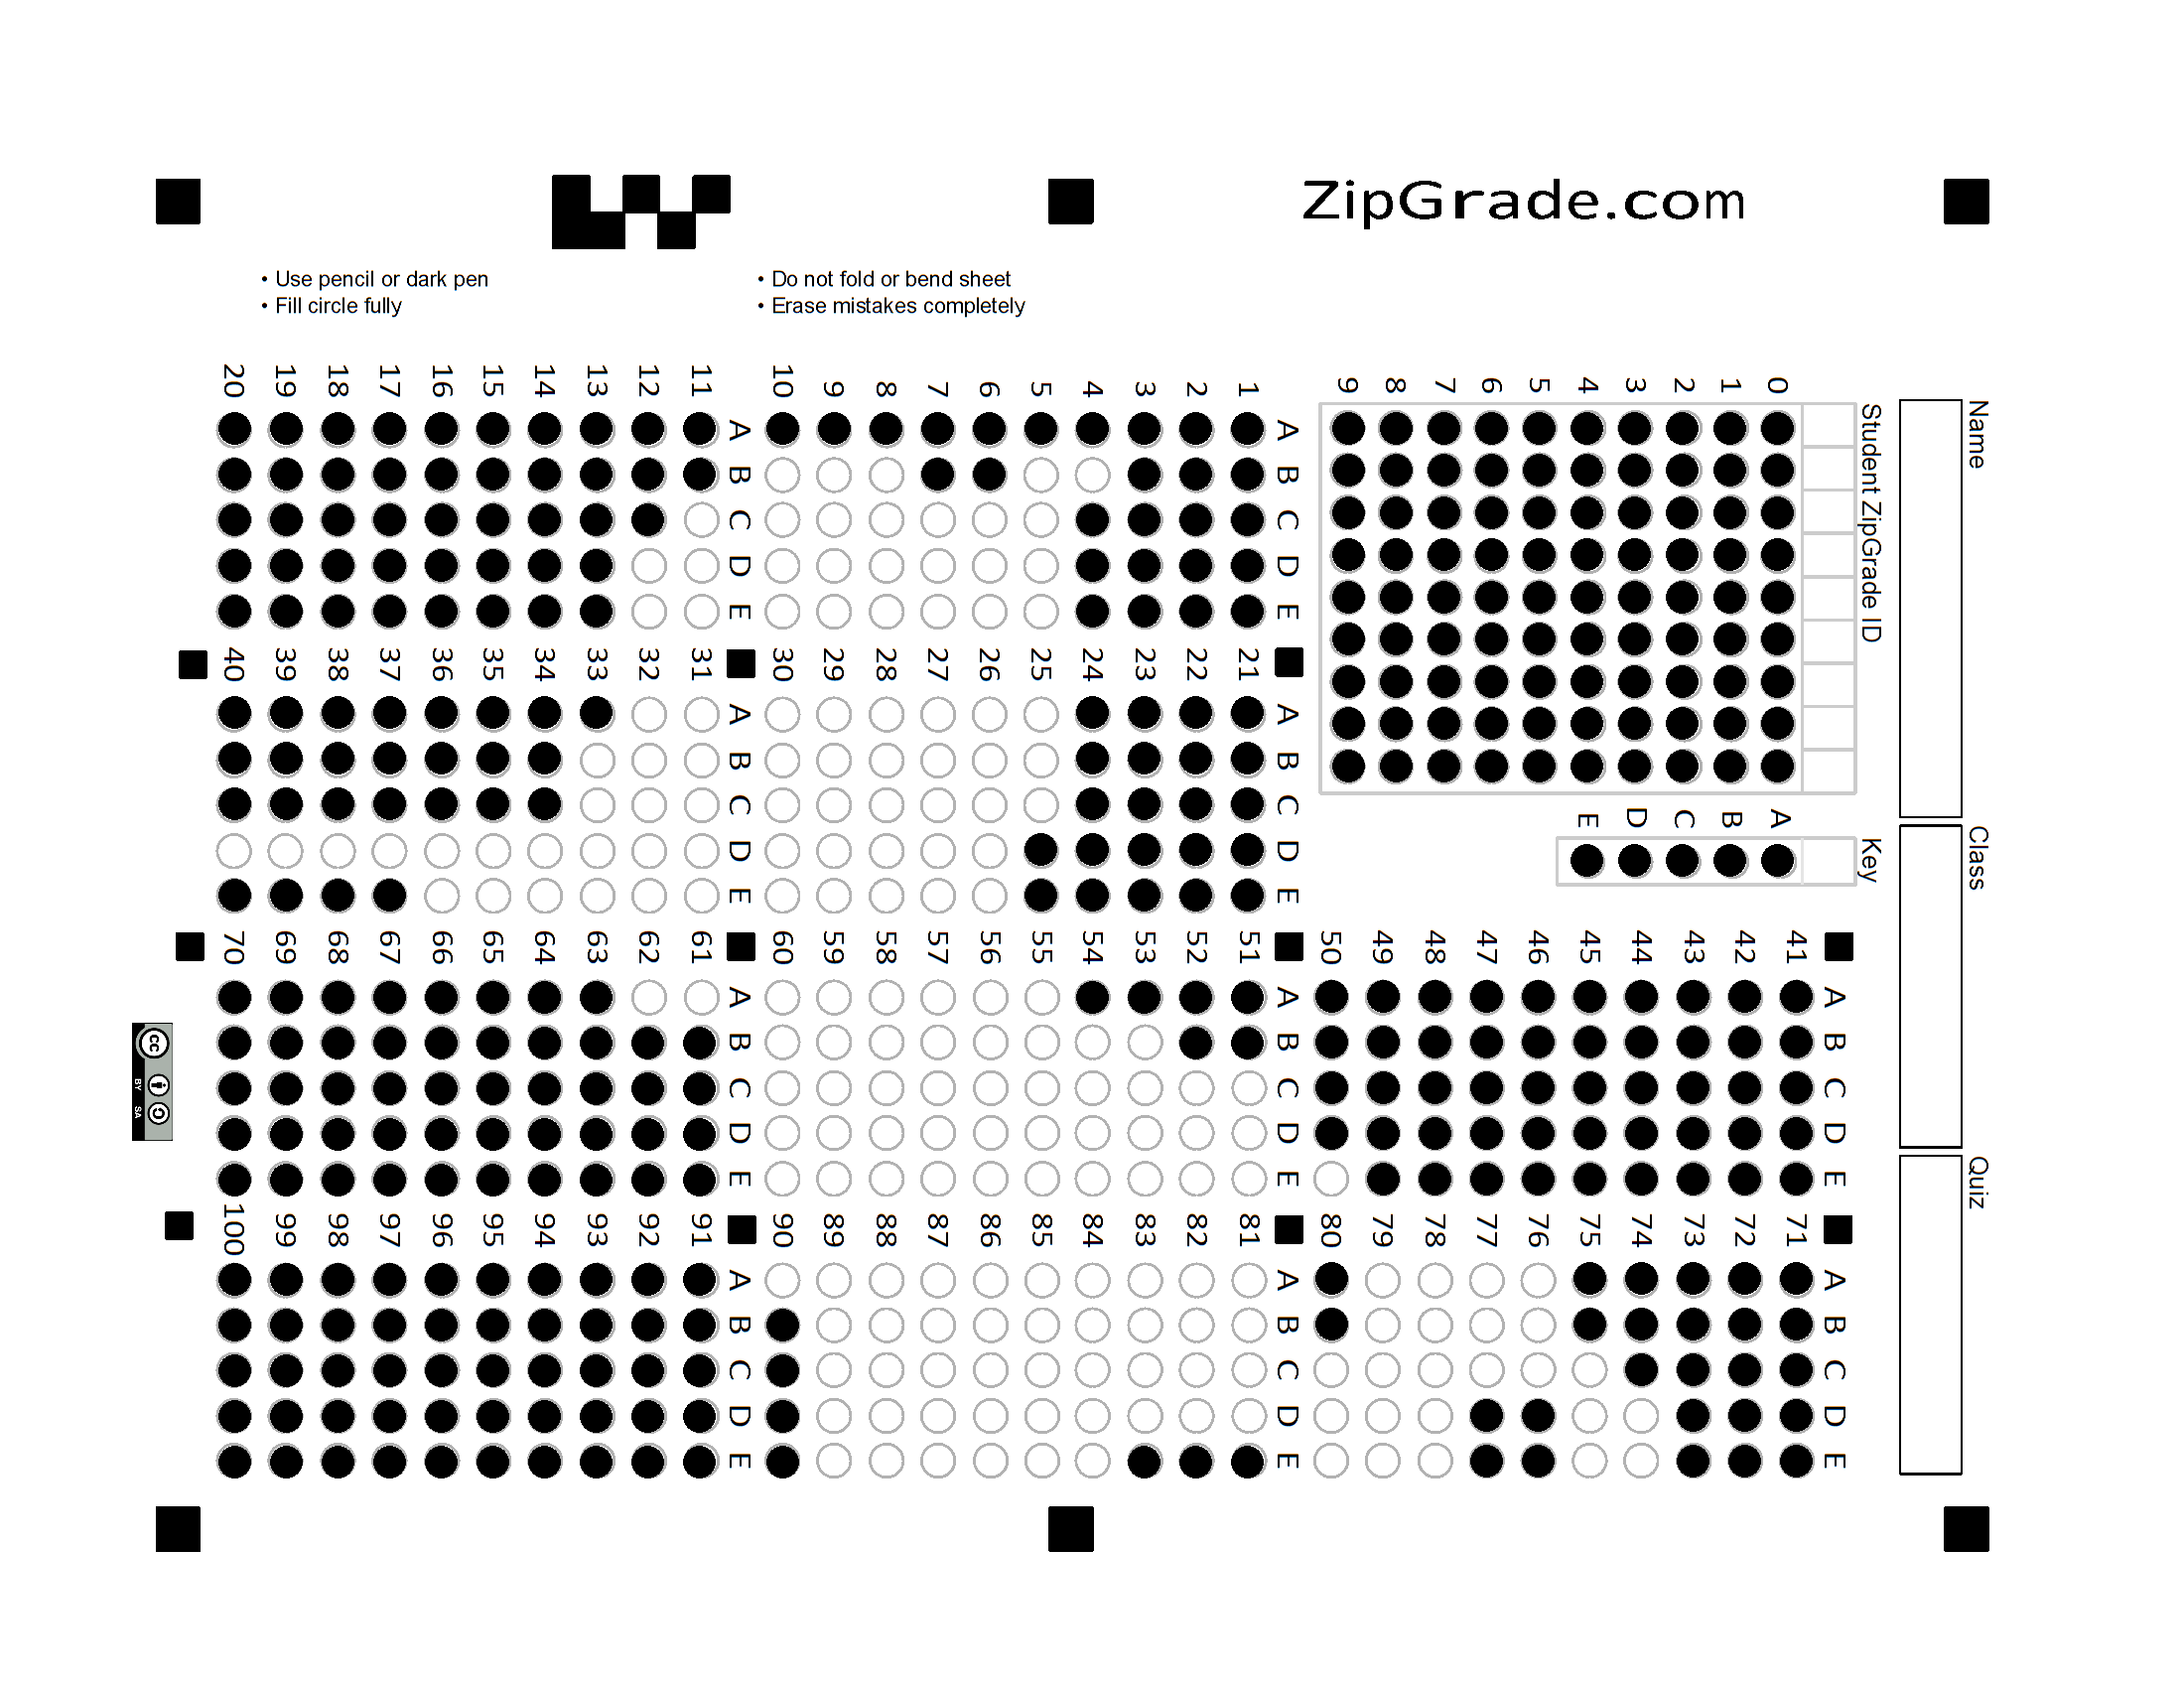 ZipGrade.com
• Use pencil or dark pen
• Fill circle fully
• Do not fold or bend sheet
• Erase mistakes completely
Name
Class
Quiz
Student ZipGrade ID
0 1 2 3 4 5 6 7 8 9
Key
A B C D E
A B C D E
1 2 3 4 5 6 7 8 9 10
A B C D E
11 12 13 14 15 16 17 18 19 20
A B C D E
21 22 23 24 25 26 27 28 29 30
A B C D E
31 32 33 34 35 36 37 38 39 40
A B C D E
41 42 43 44 45 46 47 48 49 50
A B C D E
51 52 53 54 55 56 57 58 59 60
A B C D E
61 62 63 64 65 66 67 68 69 70
A B C D E
71 72 73 74 75 76 77 78 79 80
A B C D E
81 82 83 84 85 86 87 88 89 90
A B C D E
91 92 93 94 95 96 97 98 99 100
cc
BY SA